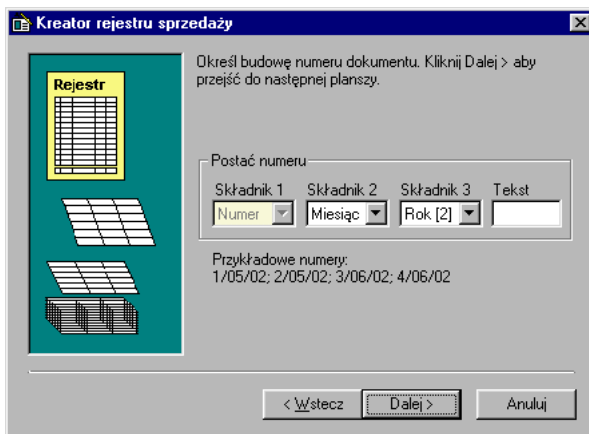 Kreator rejestru sprzedaży
Rejestr
Określ budowę numeru dokumentu. Kliknij Dalej > aby
przejść do następnej planszy.
Postać numeru
Składnik 1 Składnik 2 Składnik 3 Tekst
Numer Miesiąc Rok [2]
Przykładowe numery:
1/05/02; 2/05/02; 3/06/02; 4/06/02
< Wstecz Dalej > Anuluj